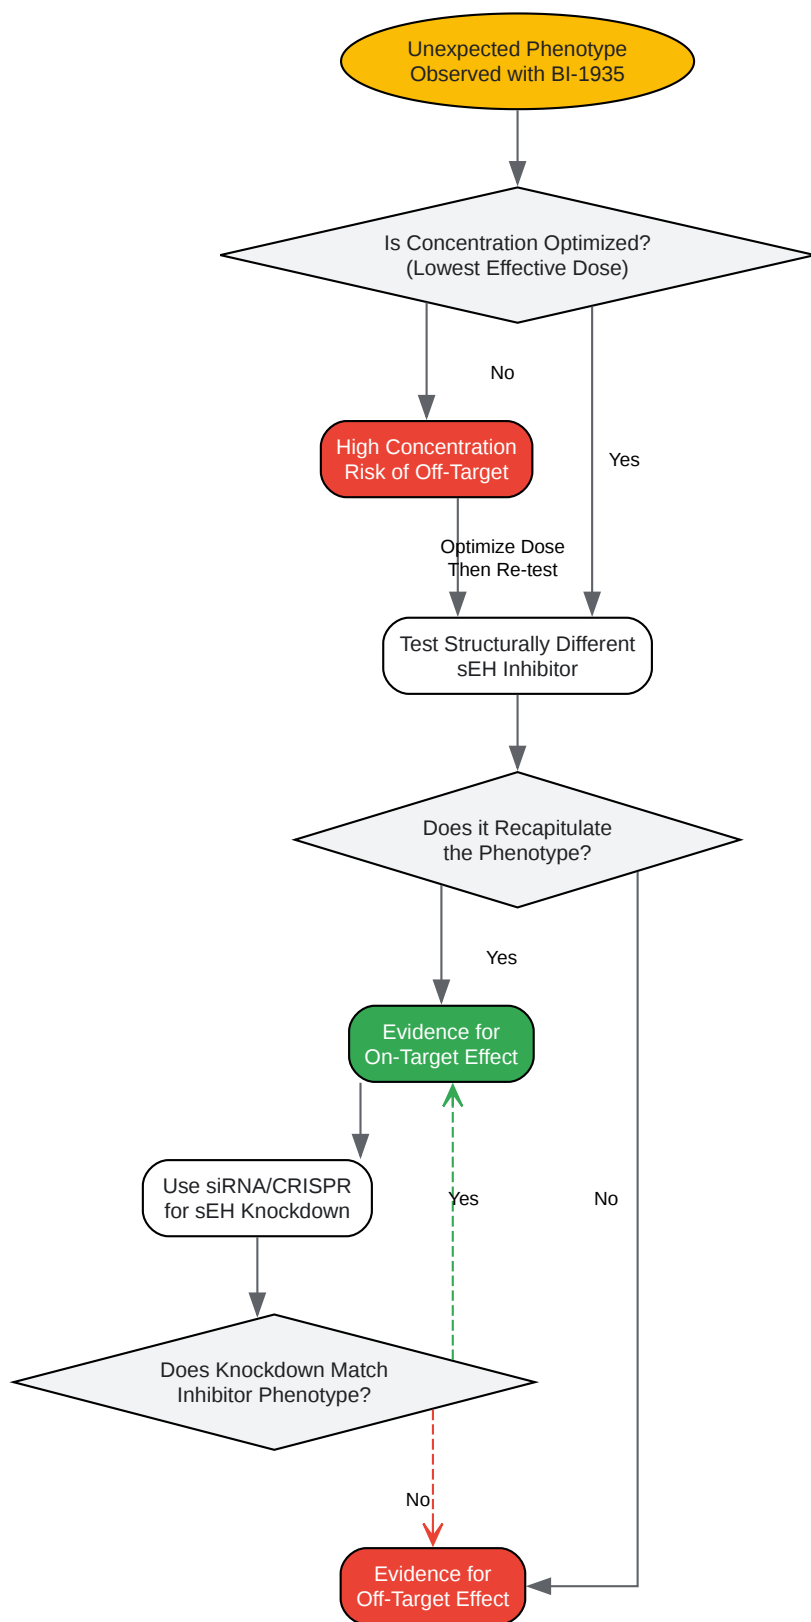 Unexpected Phenotype
Observed with BI-1935
Is Concentration Optimized?
(Lowest Effective Dose)
No
High Concentration
Risk of Off-Target
Yes
Optimize Dose
Then Re-test
Test Structurally Different
sEH Inhibitor
Does it Recapitulate
the Phenotype?
Yes
Evidence for
On-Target Effect
Use siRNA/CRISPR
for sEH Knockdown
Yes
No
Does Knockdown Match
Inhibitor Phenotype?
No
Evidence for
Off-Target Effect